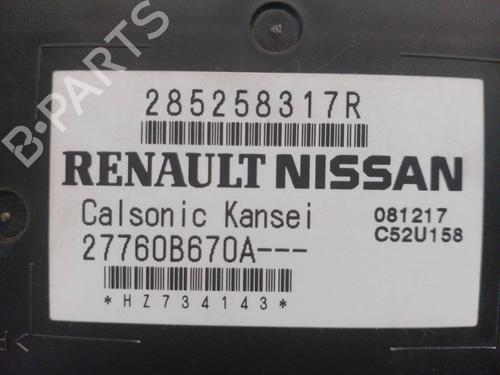 285258317R
RENAULT NISSAN
Calsonic Kansei
081217
27760B670A---
C52U158
*HZ734143*
B-PARTS